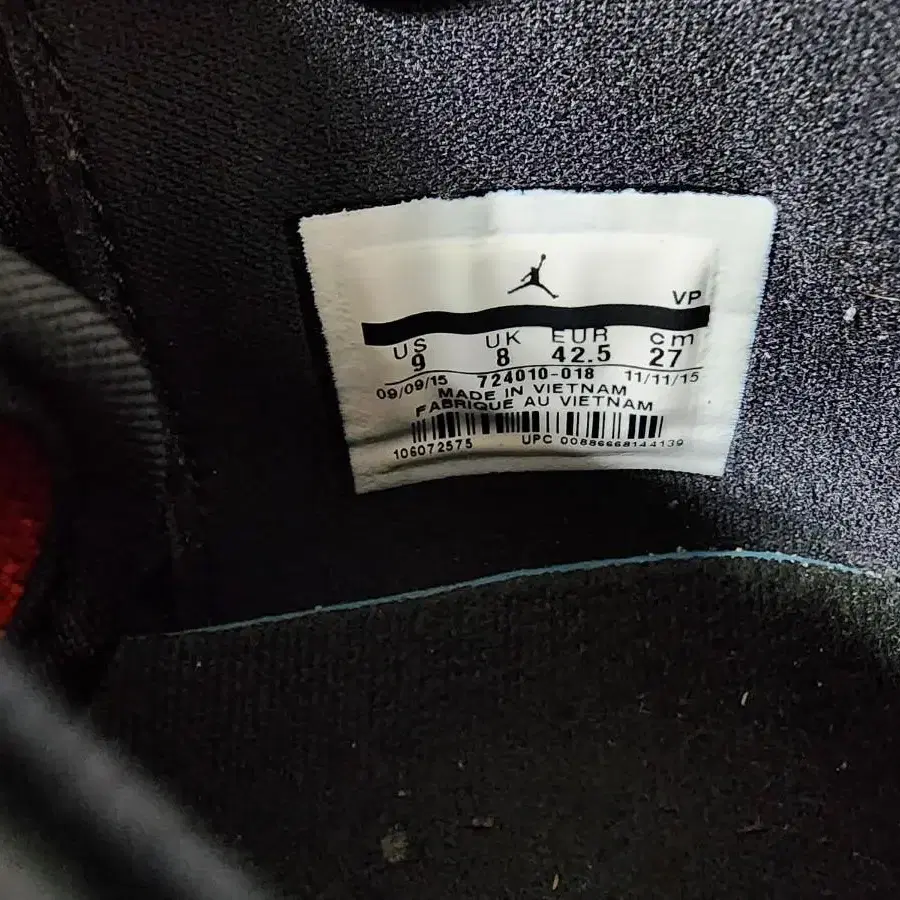 VP
US UK EUR cm
9 8 42.5 27
09/09/15 724010-018 11/11/15
MADE IN VIETNAM
FABRIQUE AU VIETNAM
106072575 UPC 00886668144139